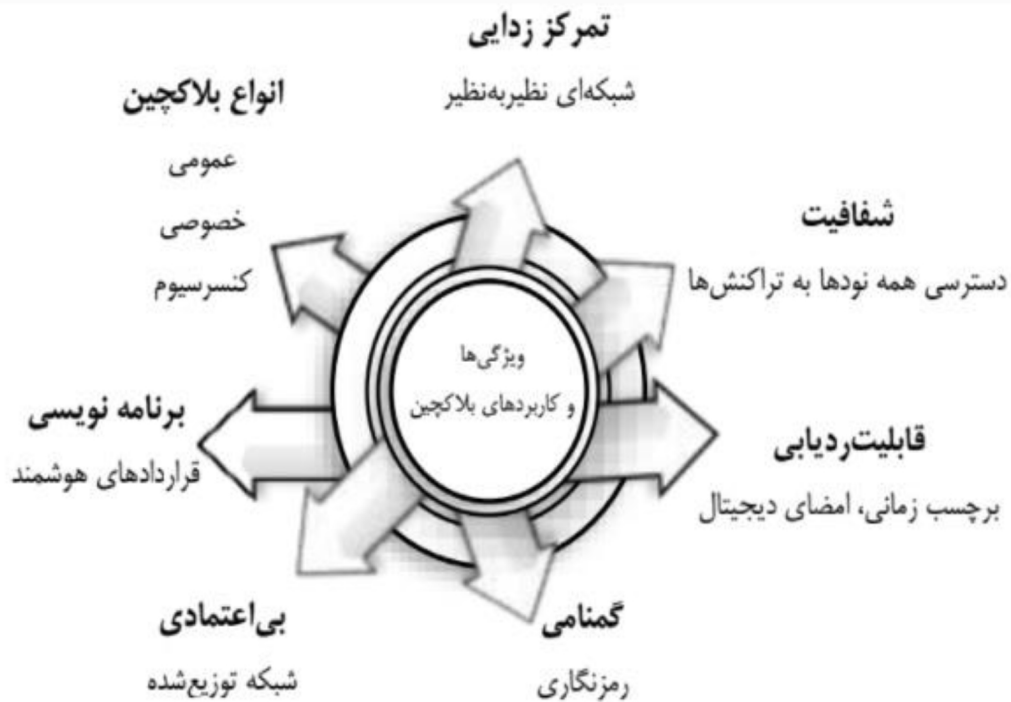 تمرکز زدایی
شبکه‌ای نظیربه‌نظیر
شفافیت
دسترسی همه نودها به تراکنش‌ها
قابلیت‌ردیابی
برچسب زمانی، امضای دیجیتال
گمنامی
رمزنگاری
بی‌اعتمادی
شبکه توزیع‌شده
برنامه نویسی
قراردادهای هوشمند
انواع بلاکچین
عمومی
خصوصی
کنسرسیوم
ویژگی‌ها
و کاربردهای بلاکچین